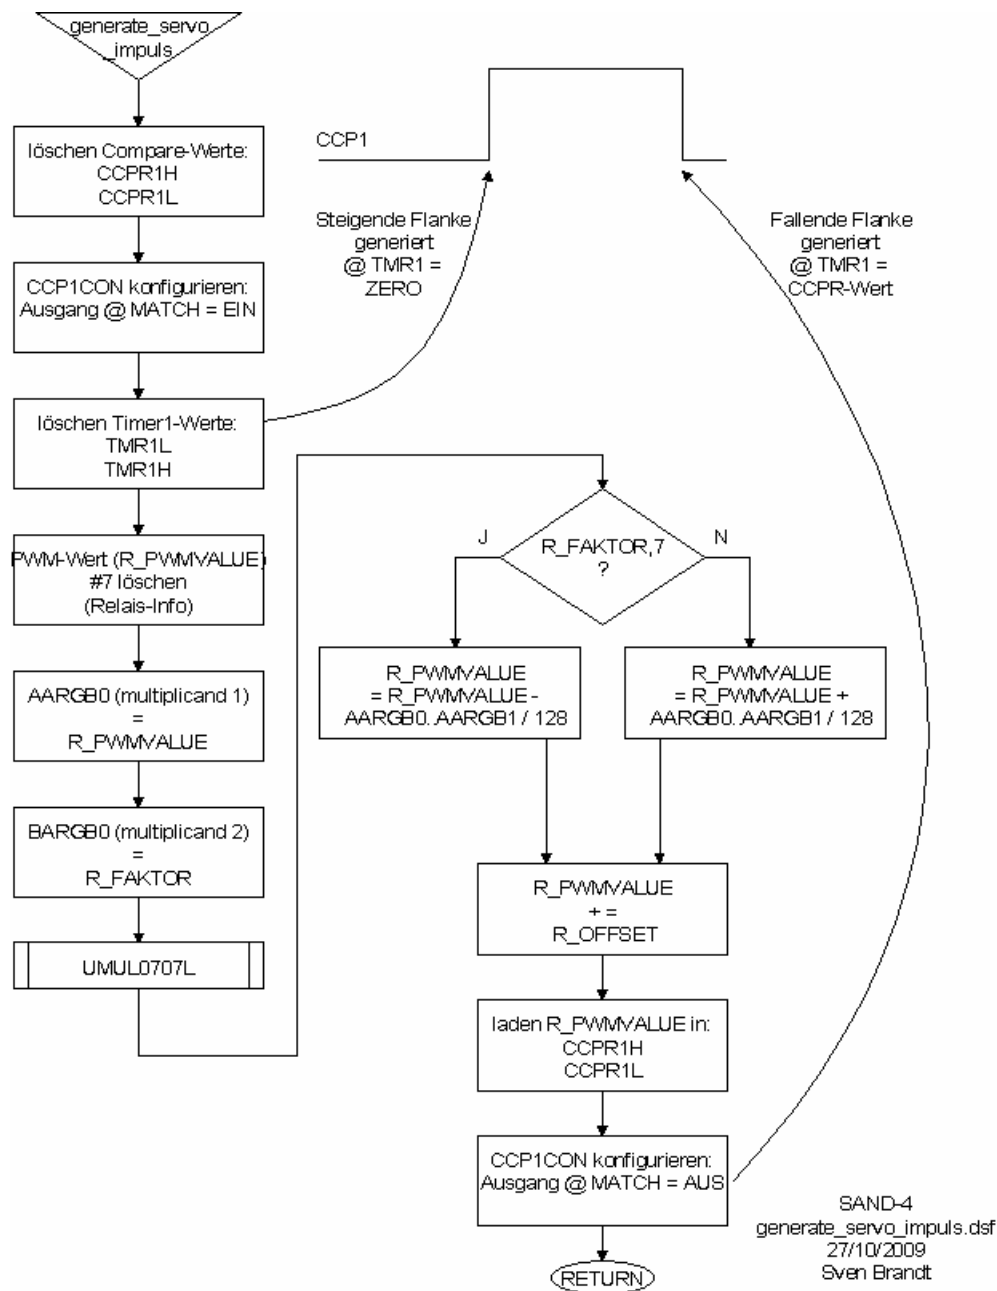 generate_servo
_impuls
löschen Compare-Werte:
CCPR1H
CCPR1L
CCP1CON konfigurieren:
Ausgang @ MATCH = EIN
löschen Timer1-Werte:
TMR1L
TMR1H
PWM-Wert (R_PWMVALUE)
#7 löschen
(Relais-Info)
AARGB0 (multiplicand 1)
=
R_PWMVALUE
BARGB0 (multiplicand 2)
=
R_FAKTOR
UMUL0707L
CCP1
Steigende Flanke
generiert
@ TMR1 =
ZERO
Fallende Flanke
generiert
@ TMR1 =
CCPR-Wert
J
R_FAKTOR,7
?
N
R_PWMVALUE
= R_PWMVALUE -
AARGB0..AARGB1 / 128
R_PWMVALUE
= R_PWMVALUE +
AARGB0..AARGB1 / 128
R_PWMVALUE
+ =
R_OFFSET
laden R_PWMVALUE in:
CCPR1H
CCPR1L
CCP1CON konfigurieren:
Ausgang @ MATCH = AUS
RETURN
SAND-4
generate_servo_impuls.dsf
27/10/2009
Sven Brandt